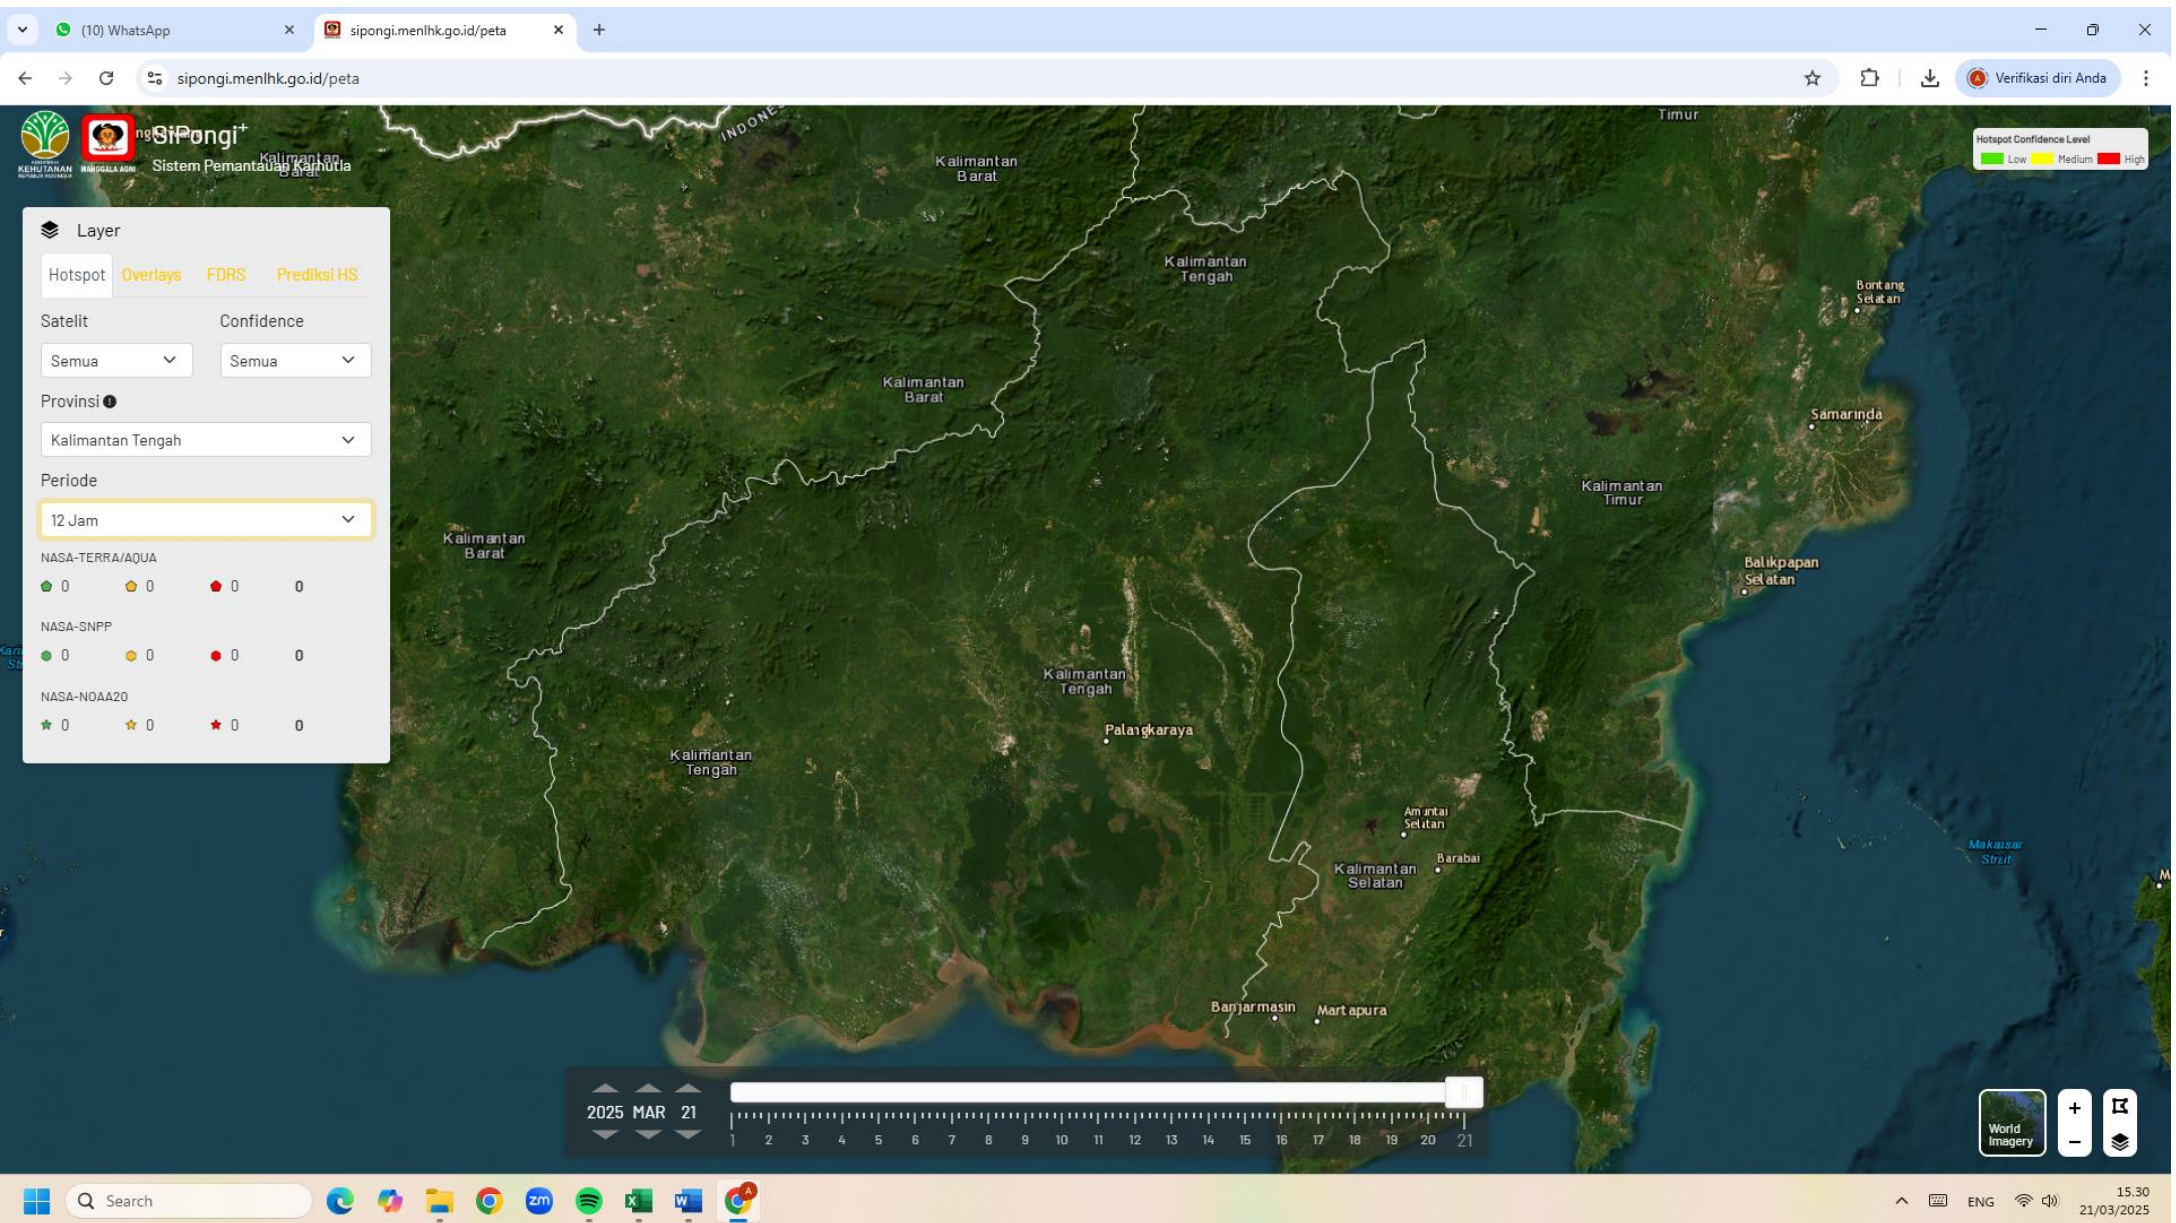 (10) WhatsApp
sipongi.menlhk.go.id/peta
sipongi.menlhk.go.id/peta
Verifikasi diri Anda
KEHUTANAN
MANGGALA AGNI
SiPongi+
Sistem Pemantauan Karhutla
Kalimantan
Barat
INDONE
Kalimantan
Barat
Timur
Hotspot Confidence Level
Low Medium High
Layer
Hotspot Overlays FDRS Prediksi HS
Satelit Confidence
Semua Semua
Provinsi
Kalimantan Tengah
Periode
12 Jam
NASA-TERRA/AQUA
0 0 0 0
NASA-SNPP
0 0 0 0
NASA-NOAA20
0 0 0 0
Kalimantan
Tengah
Bontang
Selatan
Kalimantan
Barat
Samarinda
Kalimantan
Timur
Kalimantan
Barat
Balikpapan
Selatan
Kalimantan
Tengah
Palangkaraya
Kalimantan
Tengah
Amuntai
Selatan
Barabai
Kalimantan
Selatan
Makassar
Strait
Banjarmasin
Martapura
2025 MAR 21
1 2 3 4 5 6 7 8 9 10 11 12 13 14 15 16 17 18 19 20 21
World
Imagery
Search
ENG
15.30
21/03/2025